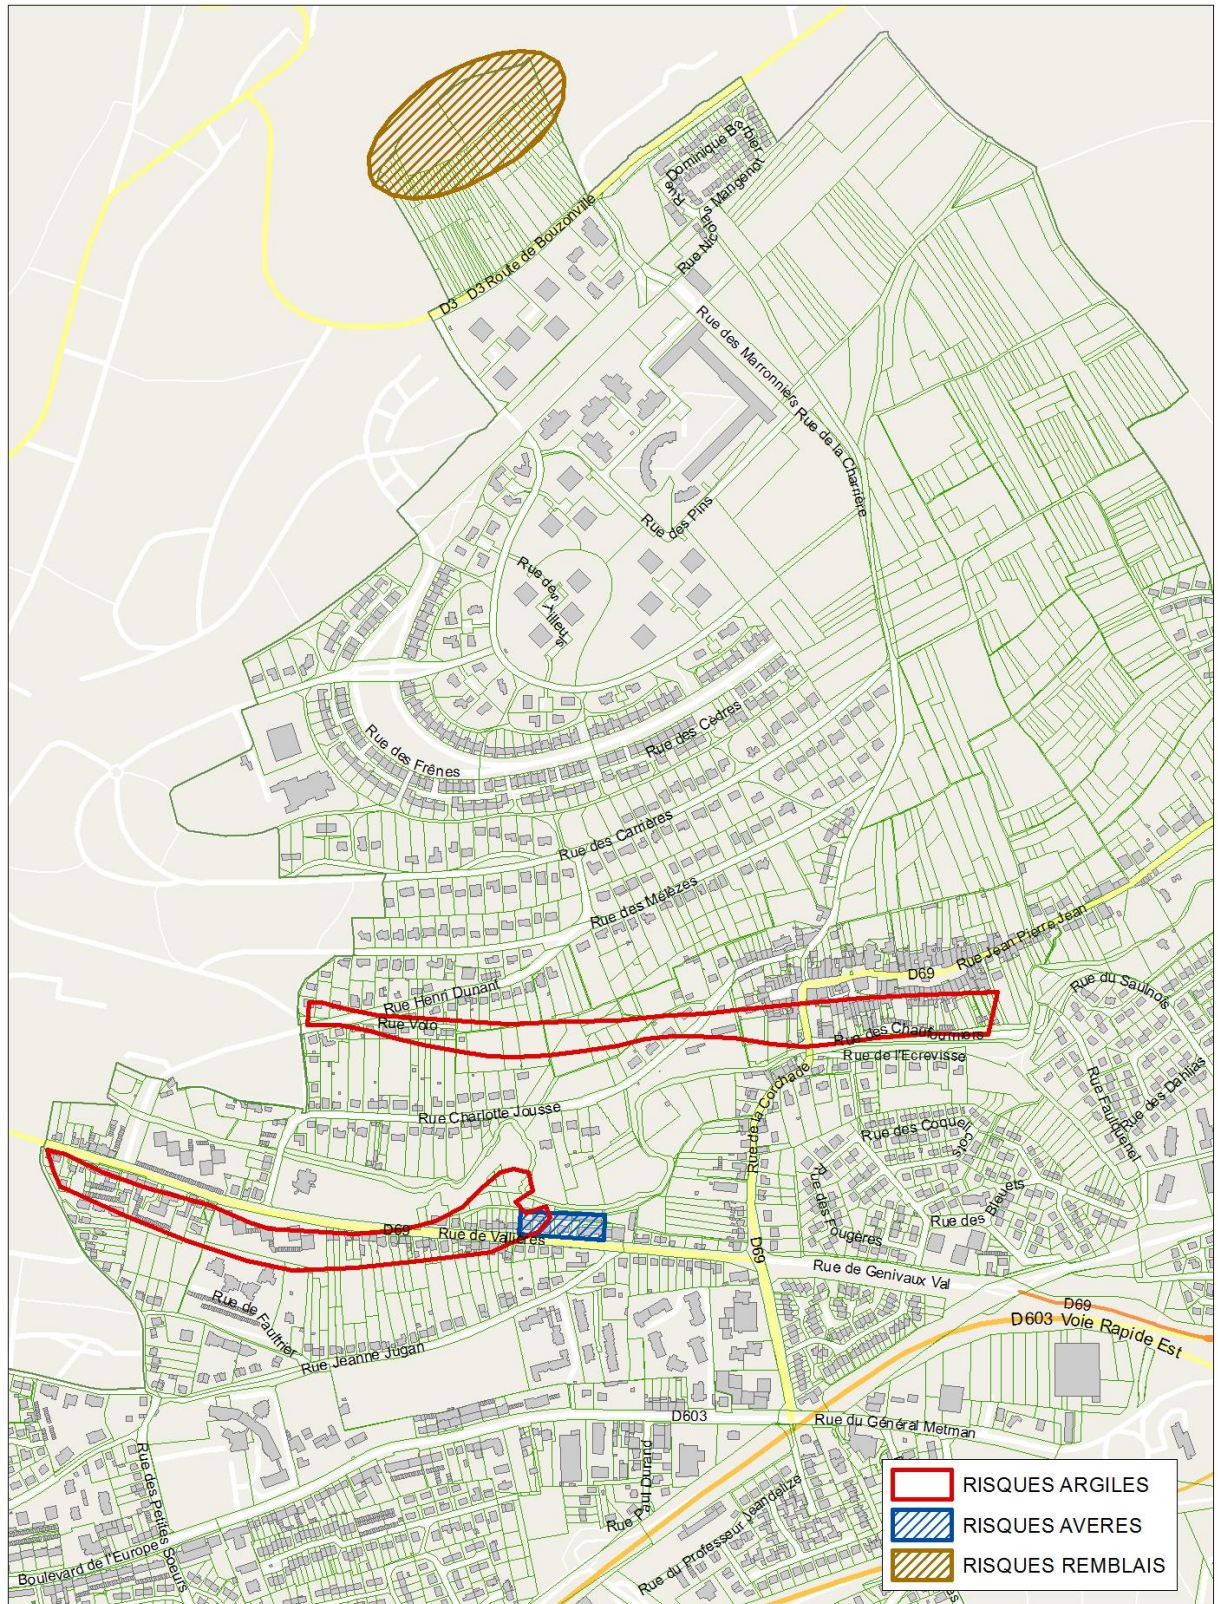 Rue Dominique Barbier
Rue Nicolas Mangenot
D3
D3 Route de Bouzonville
Rue des Marronniers
Rue de la Charrière
Rue des Pins
Rue des Tilleuls
Rue des Cèdres
Rue des Frênes
Rue des Carrières
Rue des Mélèzes
Rue Jean Pierre Jean
D69
Rue du Saulnois
Rue Henri Dunant
Rue Volo
Rue des Chaufourniers
Rue de l'Ecrevisse
Rue de la Corchade
Rue Faulquenel
Rue des Dahlias
Rue Charlotte Jousse
Rue des Coquelicots
Rue des Fougères
Rue des Bleuets
D69
Rue de Vallières
D69
Rue de Genivaux Val
D69
D603 Voie Rapide Est
Rue de Faultrier
Rue Jeanne Jugan
D603
Rue du Général Metman
Rue des Petites Soeurs
Rue Paul Durand
Rue du Professeur Jeandelize
Boulevard de l'Europe
RISQUES ARGILES
RISQUES AVERES
RISQUES REMBLAIS